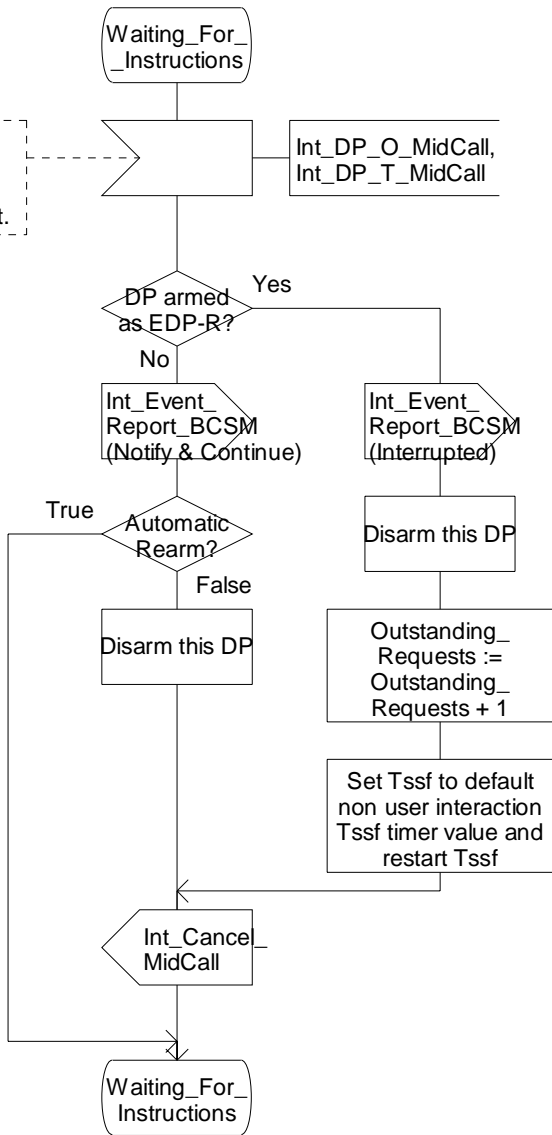 Waiting_For_
_Instructions
t.
Int_DP_O_MidCall,
Int_DP_T_MidCall
DP armed
as EDP-R?
Yes
No
Int_Event_
Report_BCSM
(Notify & Continue)
Int_Event_
Report_BCSM
(Interrupted)
True
Automatic
Rearm?
Disarm this DP
False
Disarm this DP
Outstanding_
Requests :=
Outstanding_
Requests + 1
Set Tssf to default
non user interaction
Tssf timer value and
restart Tssf
Int_Cancel_
MidCall
Waiting_For_
Instructions